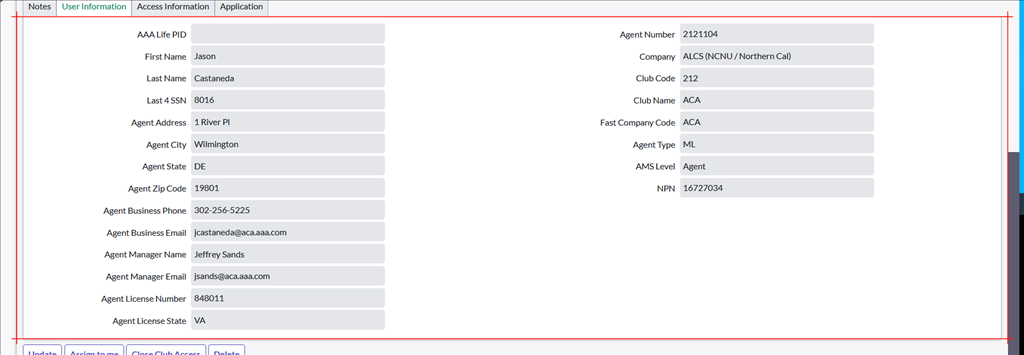 Notes User Information Access Information Application
AAA Life PID
First Name Jason
Last Name Castaneda
Last 4 SSN 8016
Agent Address 1 River Pl
Agent City Wilmington
Agent State DE
Agent Zip Code 19801
Agent Business Phone 302-256-5225
Agent Business Email jcastaneda@aca.aaa.com
Agent Manager Name Jeffrey Sands
Agent Manager Email jsands@aca.aaa.com
Agent License Number 848011
Agent License State VA
Agent Number 2121104
Company ALCS (NCNU / Northern Cal)
Club Code 212
Club Name ACA
Fast Company Code ACA
Agent Type ML
AMS Level Agent
NPN 16727034
Update Assign to me Close Club Access Delete